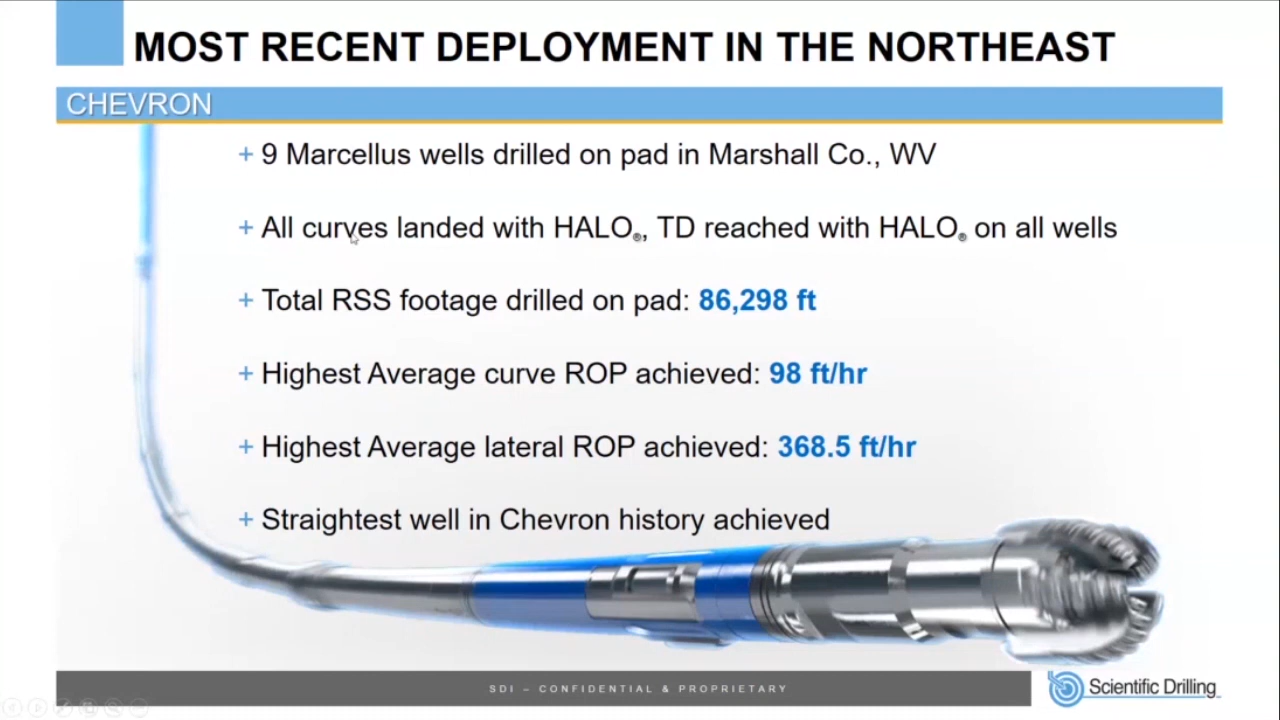 MOST RECENT DEPLOYMENT IN THE NORTHEAST
CHEVRON
+ 9 Marcellus wells drilled on pad in Marshall Co., WV
+ All curves landed with HALO®, TD reached with HALO® on all wells
+ Total RSS footage drilled on pad: 86,298 ft
+ Highest Average curve ROP achieved: 98 ft/hr
+ Highest Average lateral ROP achieved: 368.5 ft/hr
+ Straightest well in Chevron history achieved
SDI – CONFIDENTIAL & PROPRIETARY
Scientific Drilling